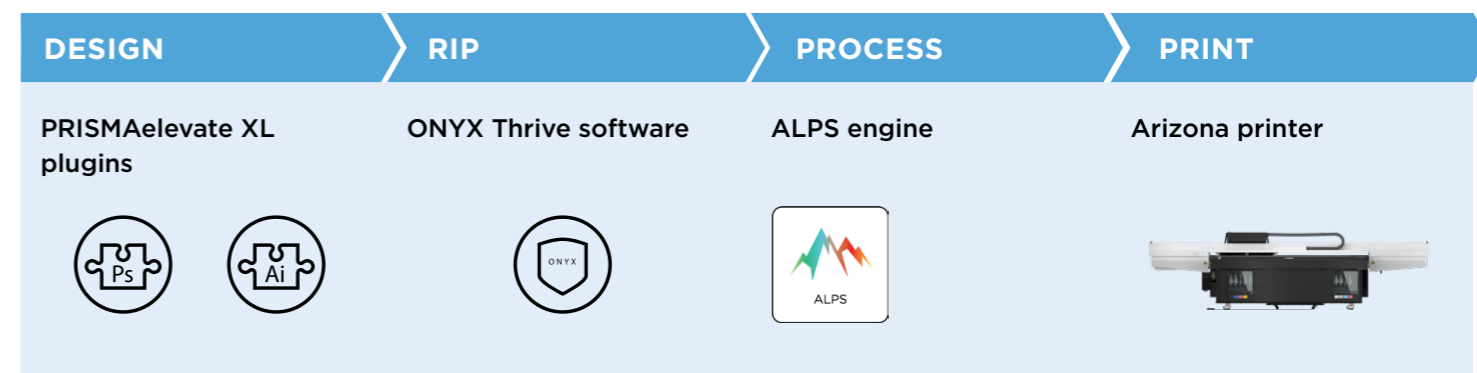 DESIGN
RIP
PROCESS
PRINT
PRISMAelevate XL
plugins
ONYX Thrive software
ALPS engine
Arizona printer
Ps
Ai
ONYX
ALPS